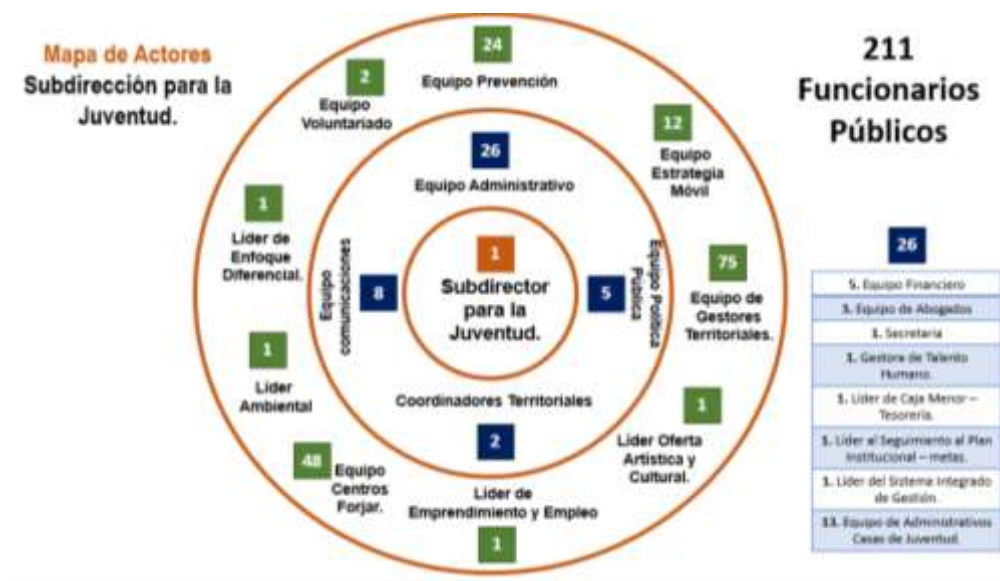 Mapa de Actores
Subdirección para la
Juventud.
24
Equipo Prevención
2
Equipo
Voluntariado
12
Equipo
Estrategia
Móvil
26
Equipo Administrativo
1
Líder de
Enfoque
Diferencial.
Equipo
comunicaciones
8
1
Subdirector
para la
Juventud.
5
Equipo Política
Pública
75
Equipo de
Gestores
Territoriales.
1
Líder
Ambiental
Coordinadores Territoriales
2
1
Líder Oferta
Artística y
Cultural.
48
Equipo
Centros
Forjar.
Líder de
Emprendimiento y Empleo
1
211
Funcionarios
Públicos
26
5. Equipo Financiero
3. Equipo de Abogados
1. Secretaria
1. Gestora de Talento
Humano.
1. Líder de Caja Menor –
Tesorería.
1. Líder al Seguimiento al Plan
Institucional – metas.
1. Líder del Sistema Integrado
de Gestión.
13. Equipo de Administrativos
Casas de Juventud.